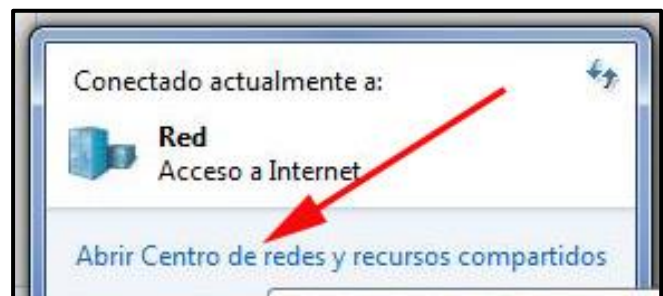 Conectado actualmente a:
Red
Acceso a Internet
Abrir Centro de redes y recursos compartidos